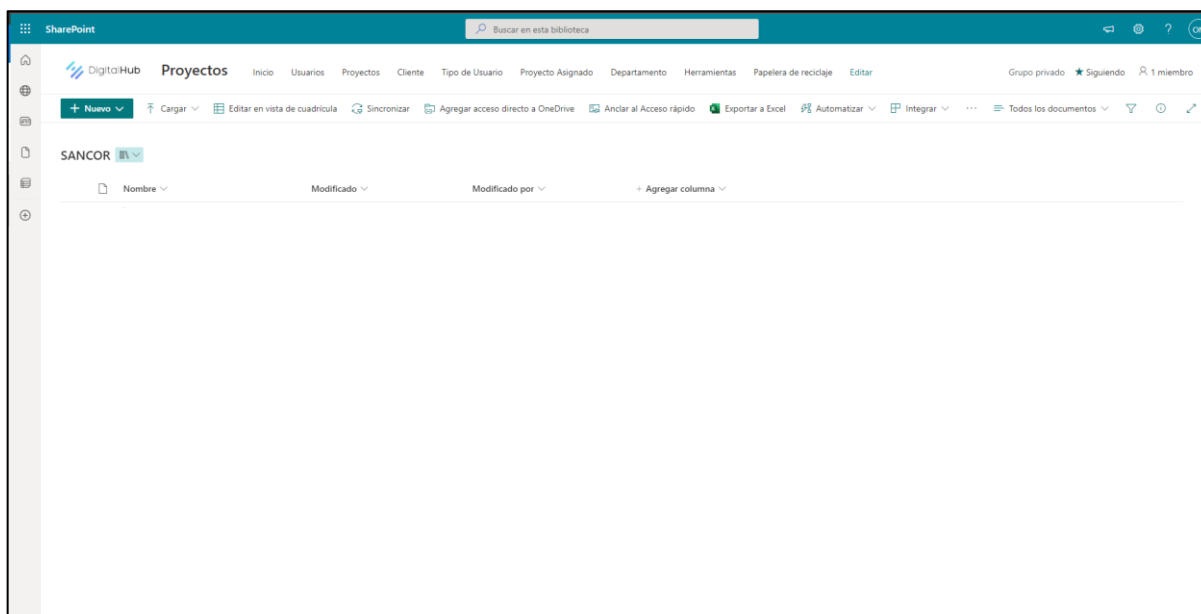 SharePoint Buscar en esta biblioteca ?
DigitalHub Proyectos Inicio Usuarios Proyectos Cliente Tipo de Usuario Proyecto Asignado Departamento Herramientas Papelera de reciclaje Editar Grupo privado Siguiendo 1 miembro
+ Nuevo Cargar Editar en vista de cuadrícula Sincronizar Agregar acceso directo a OneDrive Anclar al Acceso rápido Exportar a Excel Automatizar Integrar ... Todos los documentos
SANCOR
Nombre Modificado Modificado por + Agregar columna